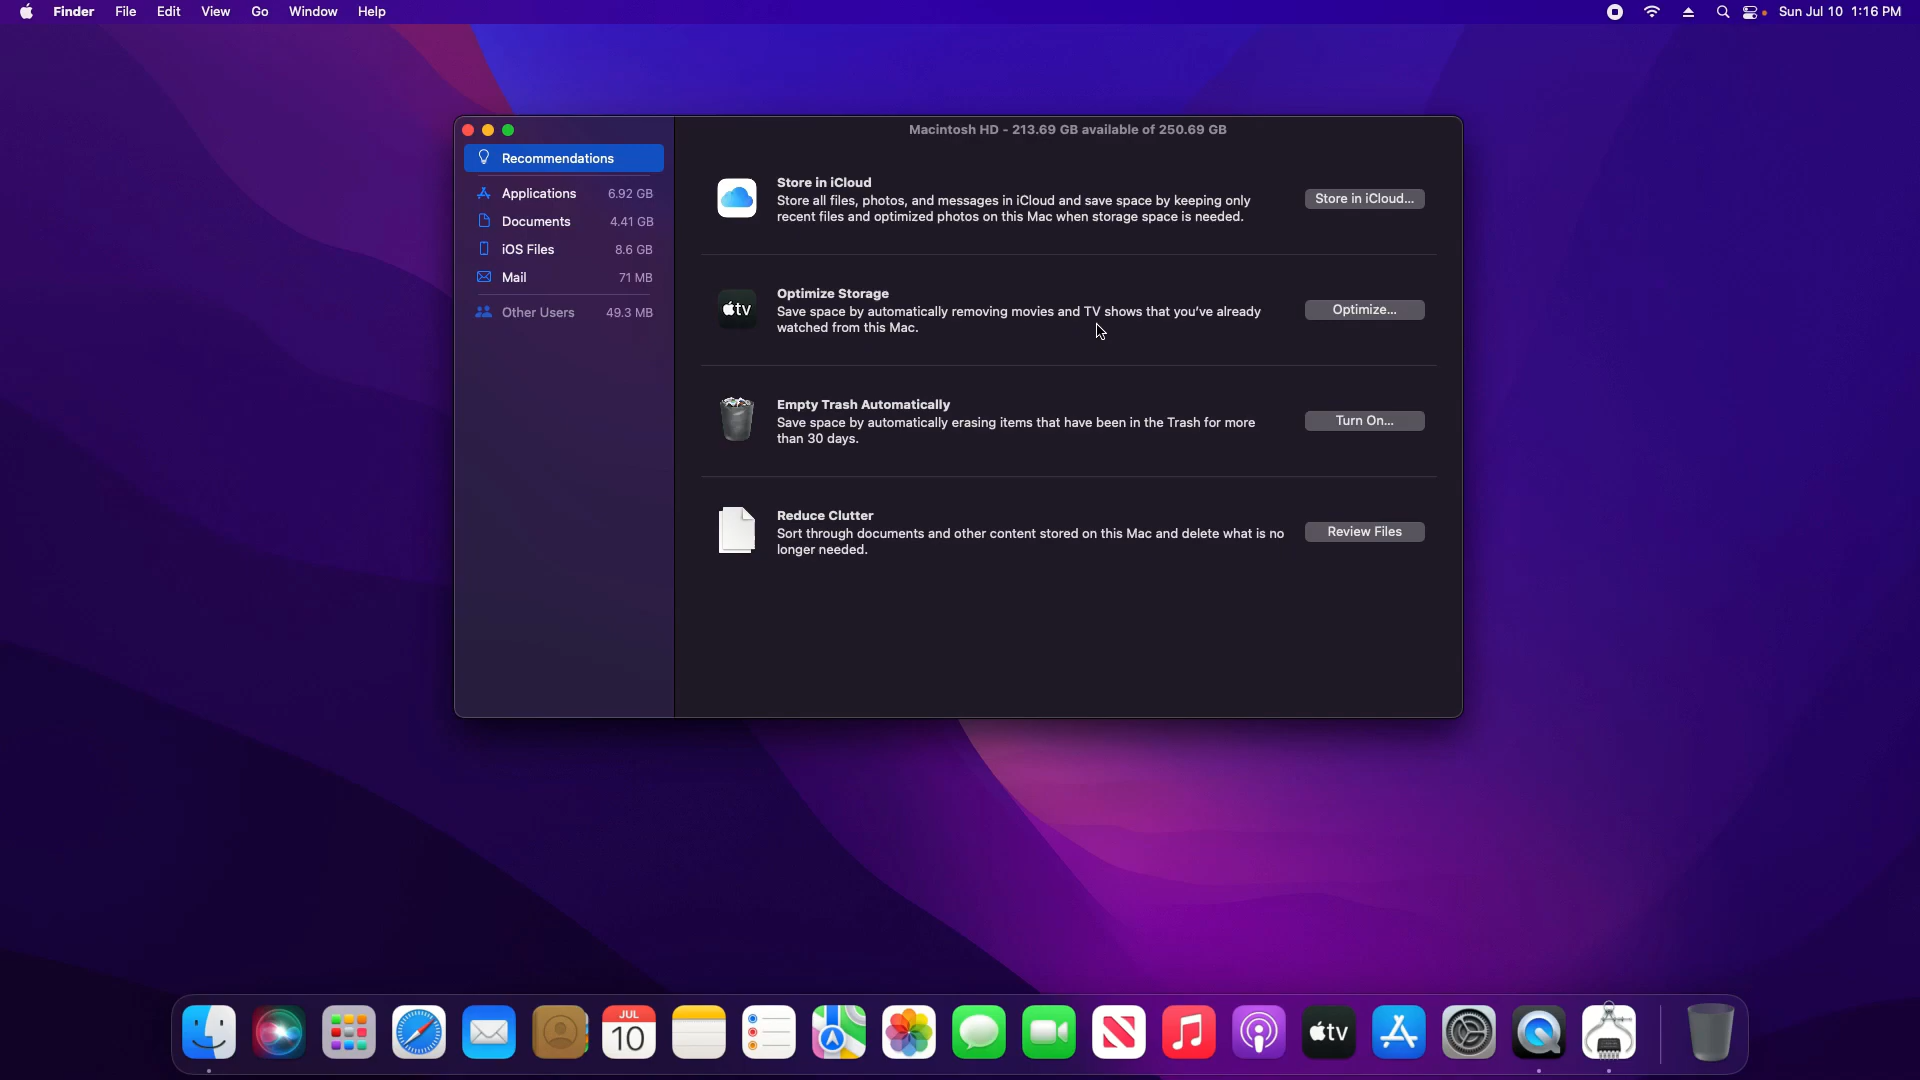 Finder File Edit View Go Window Help
Sun Jul 10 1:16 PM
Macintosh HD - 213.69 GB available of 250.69 GB
Recommendations
Applications 6.92 GB
Documents 4.41 GB
iOS Files 8.6 GB
Mail 71 MB
Other Users 49.3 MB
Store in iCloud
Store all files, photos, and messages in iCloud and save space by keeping only
recent files and optimized photos on this Mac when storage space is needed.
Store in iCloud...
tv
Optimize Storage
Save space by automatically removing movies and TV shows that you've already
watched from this Mac.
Optimize...
Empty Trash Automatically
Save space by automatically erasing items that have been in the Trash for more
than 30 days.
Turn On...
Reduce Clutter
Sort through documents and other content stored on this Mac and delete what is no
longer needed.
Review Files
JUL
10
tv